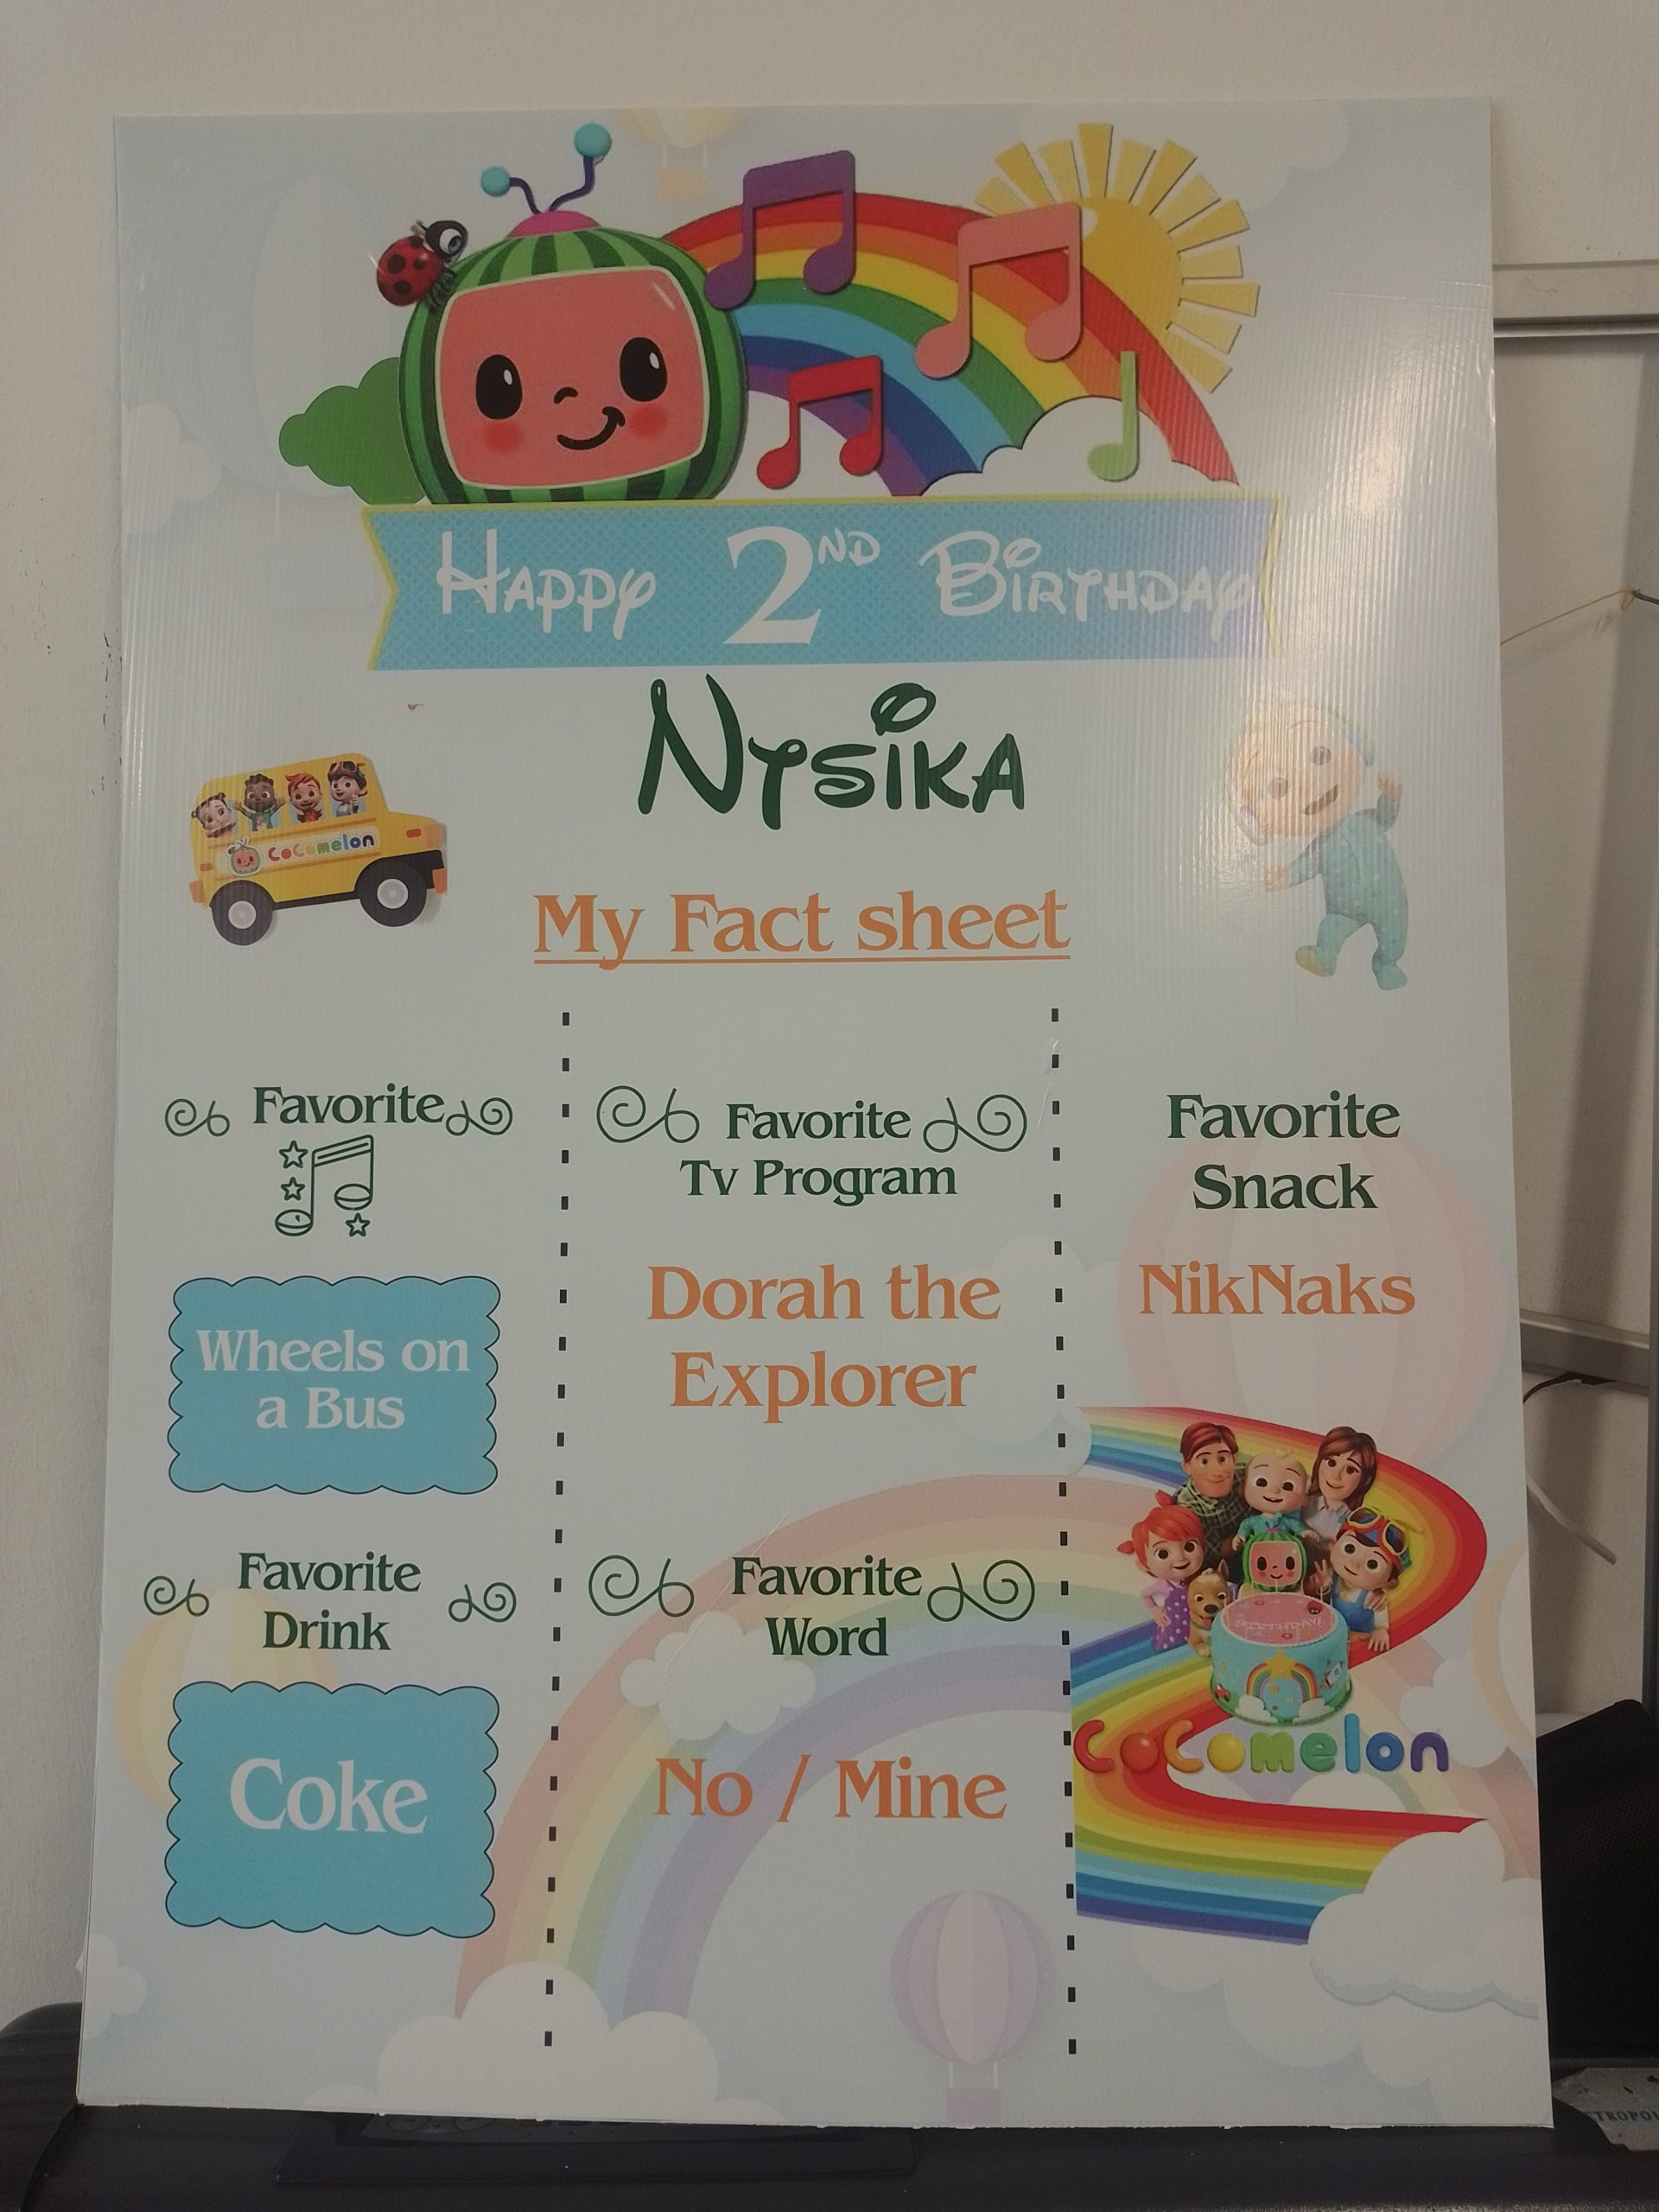 HAPPY 2ND BIRTHDAY
NYSIKA
CoComelon
My Fact sheet
Favorite
Wheels on
a Bus
Favorite
Drink
Coke
Favorite
Tv Program
Dorah the
Explorer
Favorite
Word
No / Mine
Favorite
Snack
NikNaks
BIRTHDAY!
CoComelon